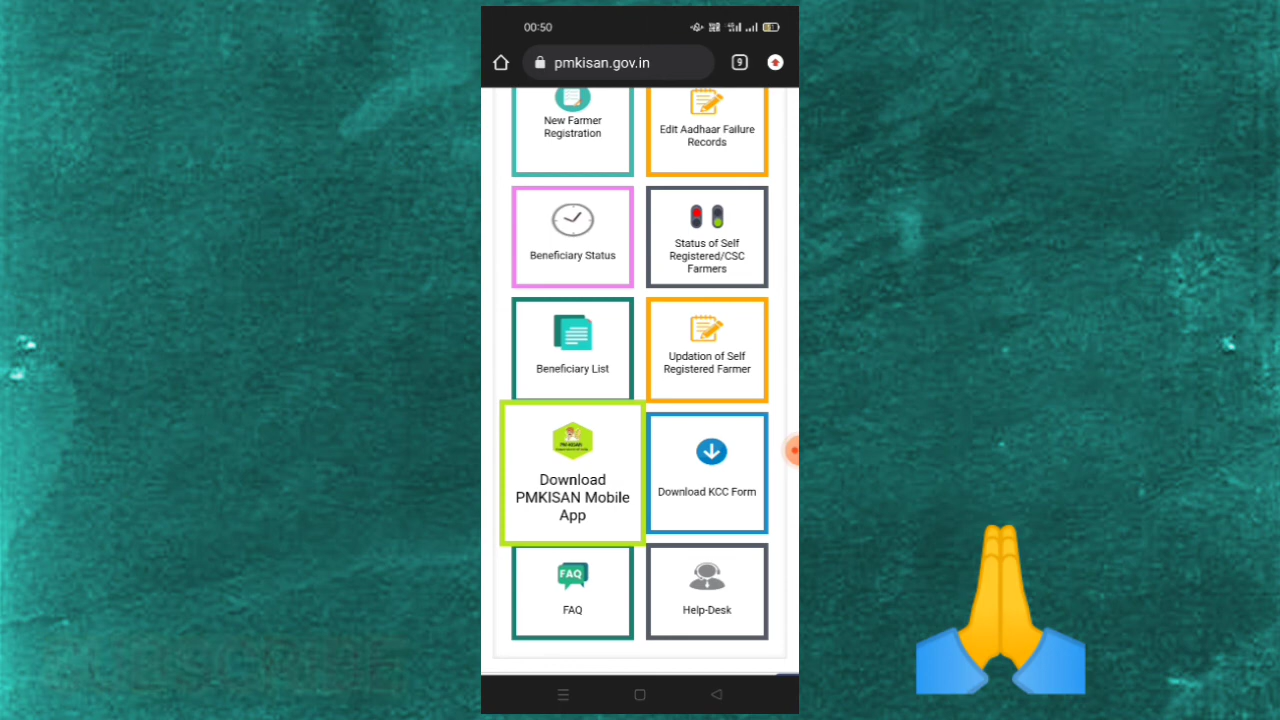 00:50
pmkisan.gov.in
9
New Farmer
Registration
Edit Aadhaar Failure
Records
Beneficiary Status
Status of Self
Registered/CSC
Farmers
Beneficiary List
Updation of Self
Registered Farmer
PM-KISAN
Download
PMKISAN Mobile
App
Download KCC Form
FAQ
FAQ
Help-Desk